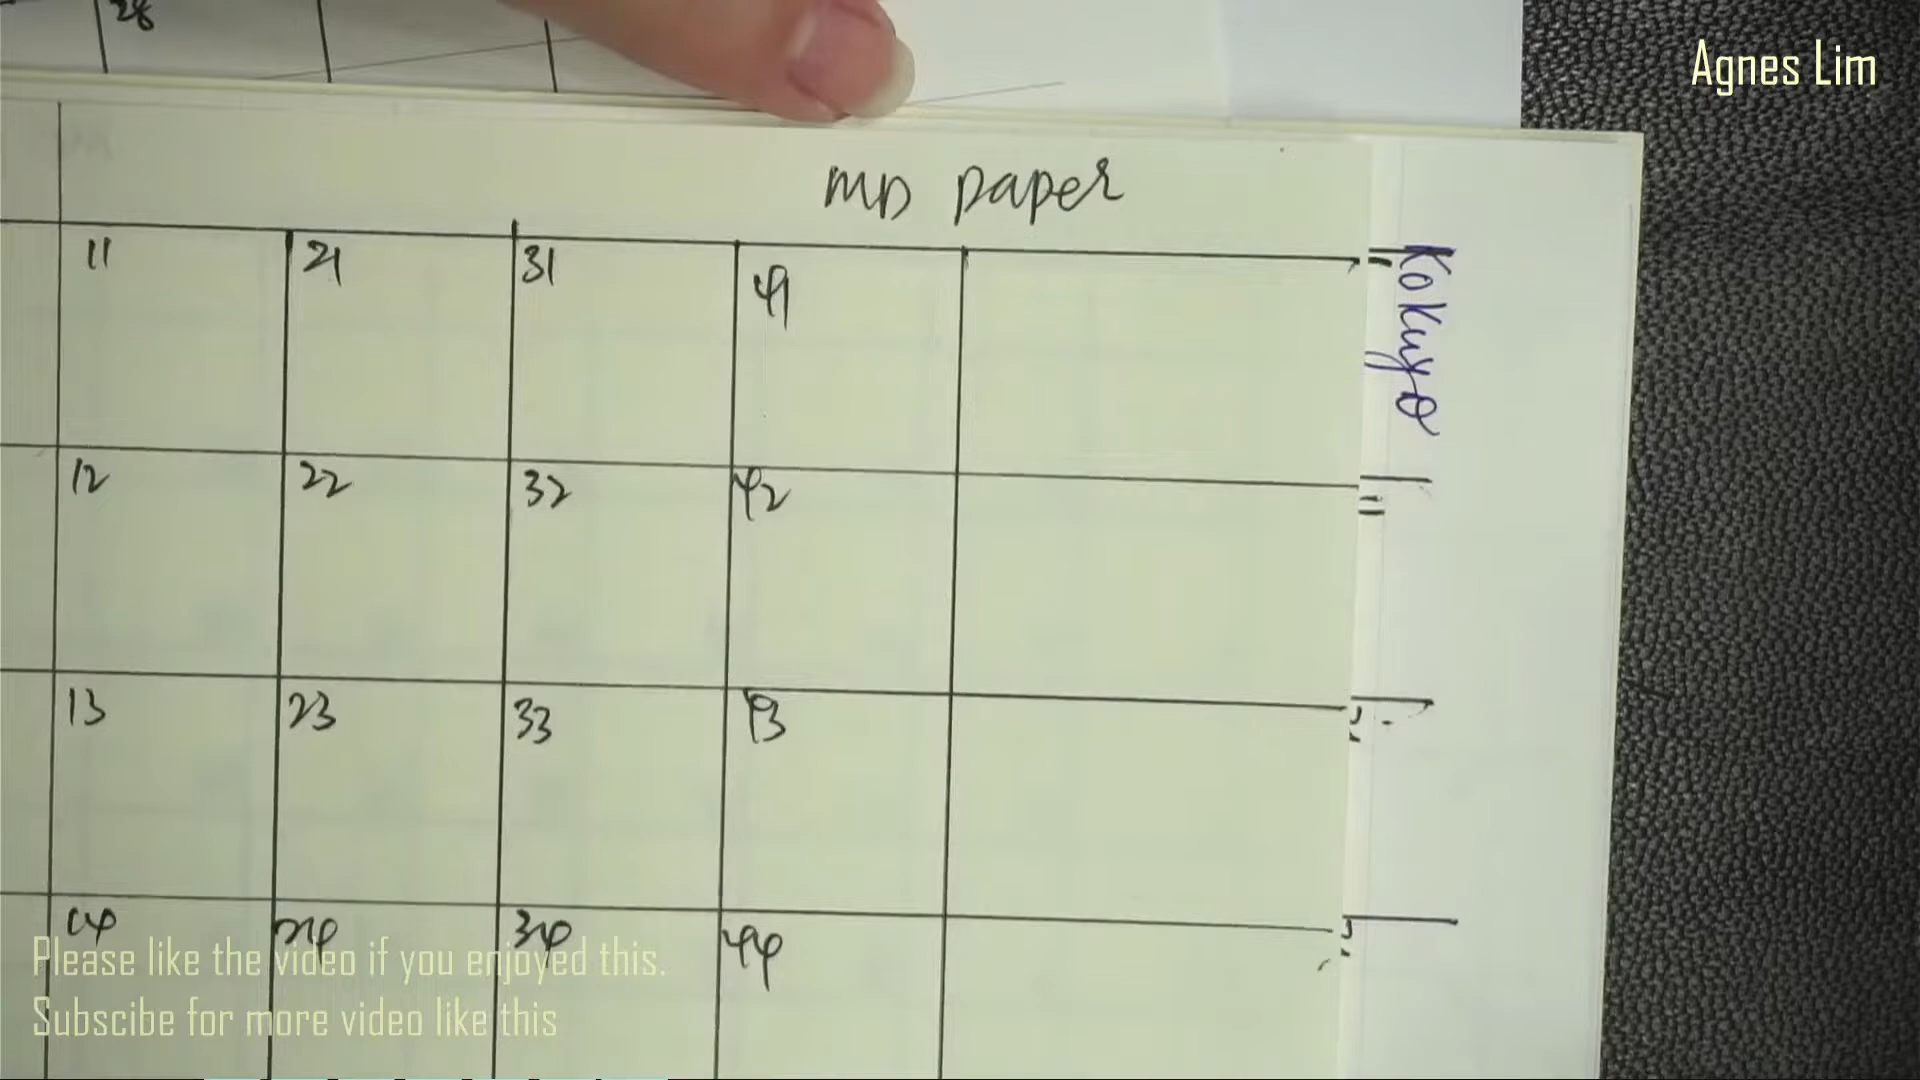 28
Agnes Lim
MD paper
11 21 31 41
Kokuyo
12 22 32 42
13 23 33 43
14 24 34 44
Please like the video if you enjoyed this.
Subscibe for more video like this